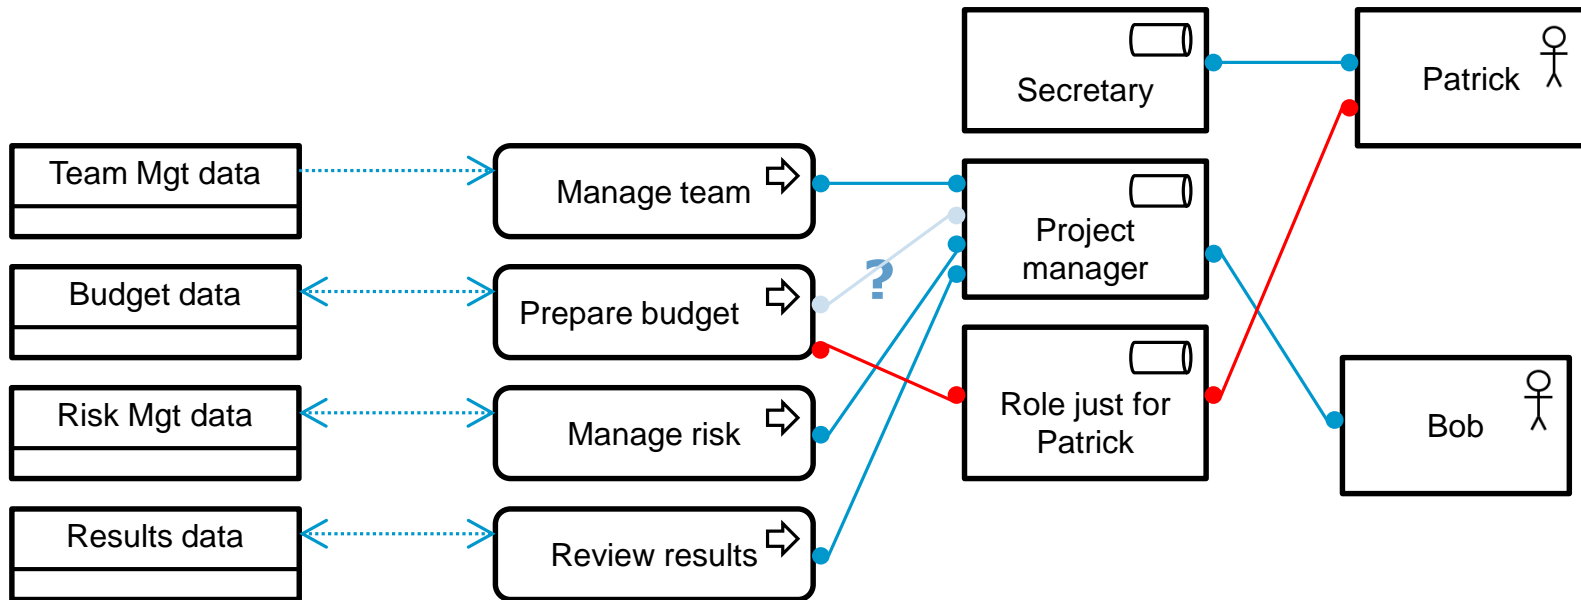 Secretary
Patrick
Team Mgt data
Manage team
Project
manager
Budget data
Prepare budget
?
Role just for
Patrick
Risk Mgt data
Manage risk
Bob
Results data
Review results